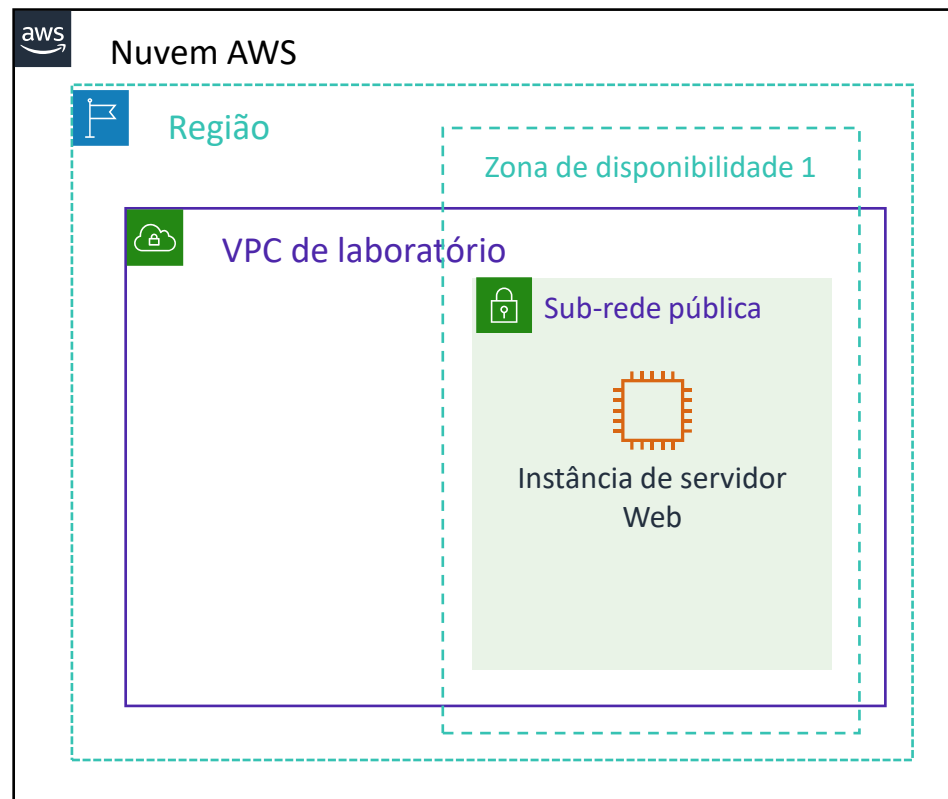 aws
Nuvem AWS
Região
Zona de disponibilidade 1
VPC de laboratório
Sub-rede pública
Instância de servidor
Web